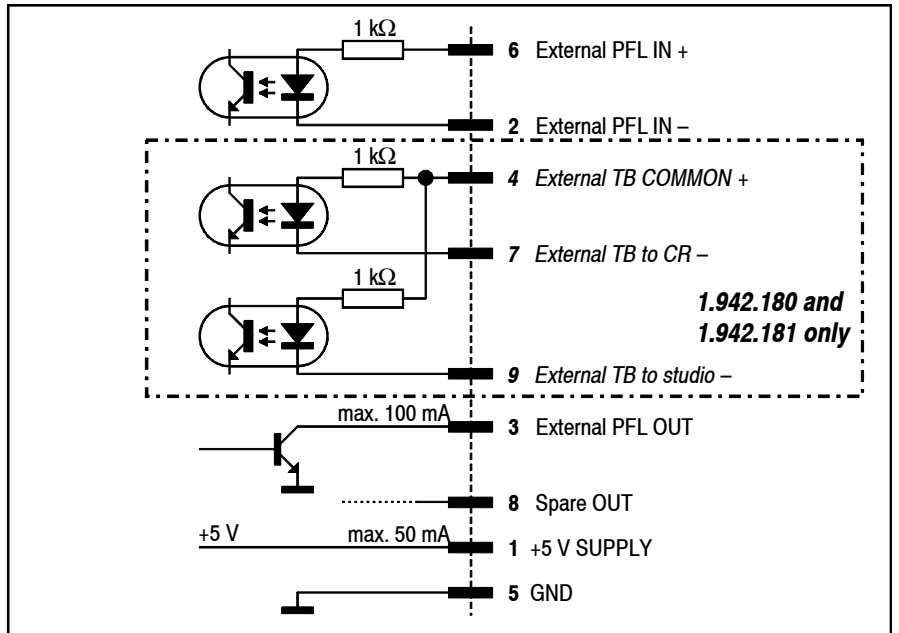 1 kΩ
6 External PFL IN +
2 External PFL IN –
1 kΩ
4 External TB COMMON +
7 External TB to CR –
1 kΩ
1.942.180 and
1.942.181 only
9 External TB to studio –
max. 100 mA
3 External PFL OUT
8 Spare OUT
+5 V max. 50 mA
1 +5 V SUPPLY
5 GND